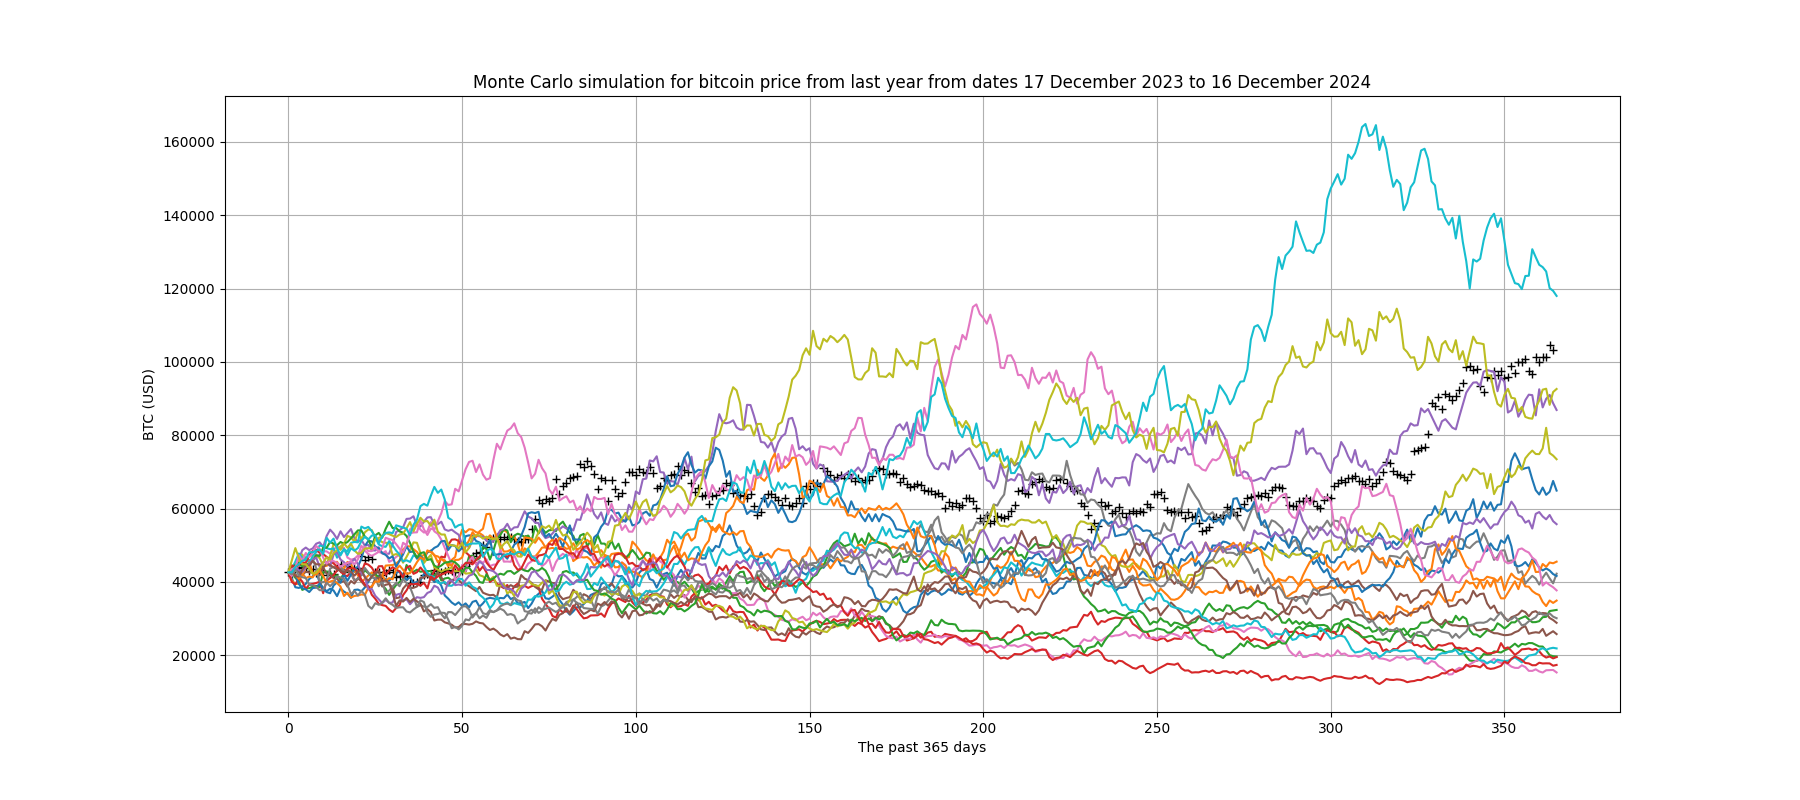 Monte Carlo simulation for bitcoin price from last year from dates 17 December 2023 to 16 December 2024
160000
140000
120000
100000
80000
60000
40000
20000
BTC (USD)
0 50 100 150 200 250 300 350
The past 365 days